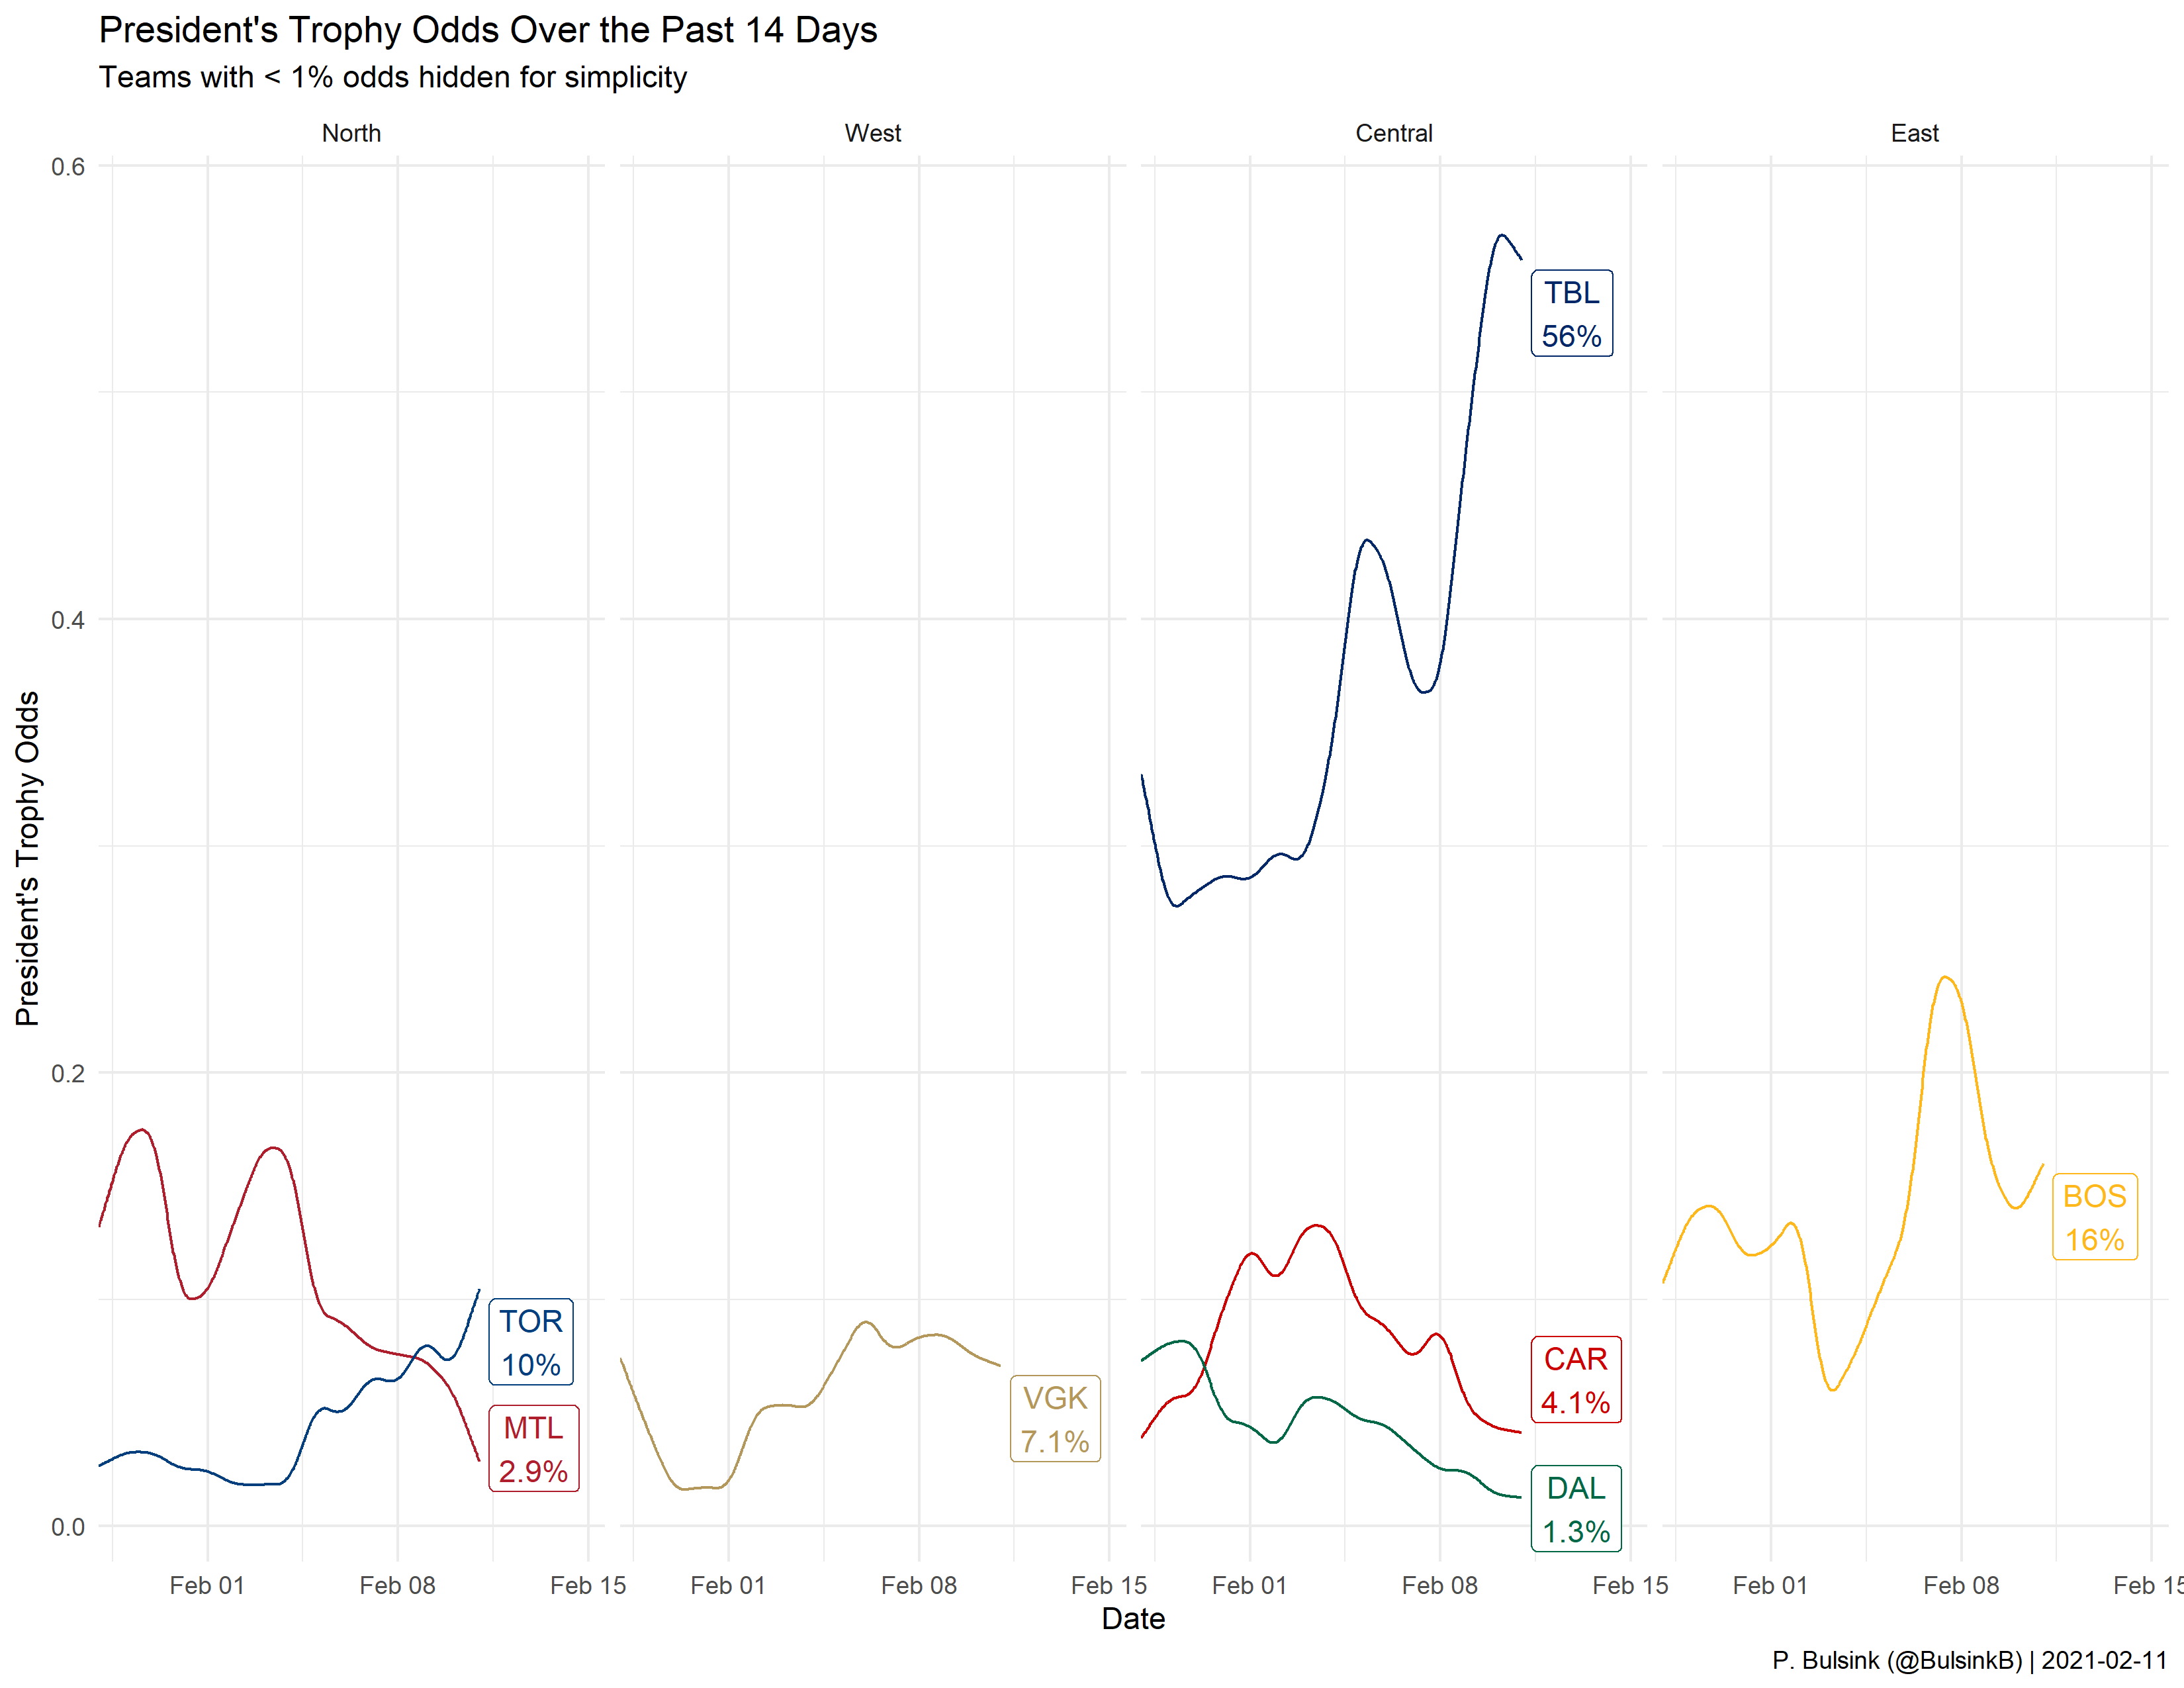 President's Trophy Odds Over the Past 14 Days
Teams with < 1% odds hidden for simplicity
North
West
Central
East
0.6
0.4
0.2
0.0
President's Trophy Odds
TOR
10%
MTL
2.9%
VGK
7.1%
TBL
56%
CAR
4.1%
DAL
1.3%
BOS
16%
Feb 01
Feb 08
Feb 15
Feb 01
Feb 08
Feb 15
Feb 01
Feb 08
Feb 15
Feb 01
Feb 08
Feb 15
Date
P. Bulsink (@BulsinkB) | 2021-02-11